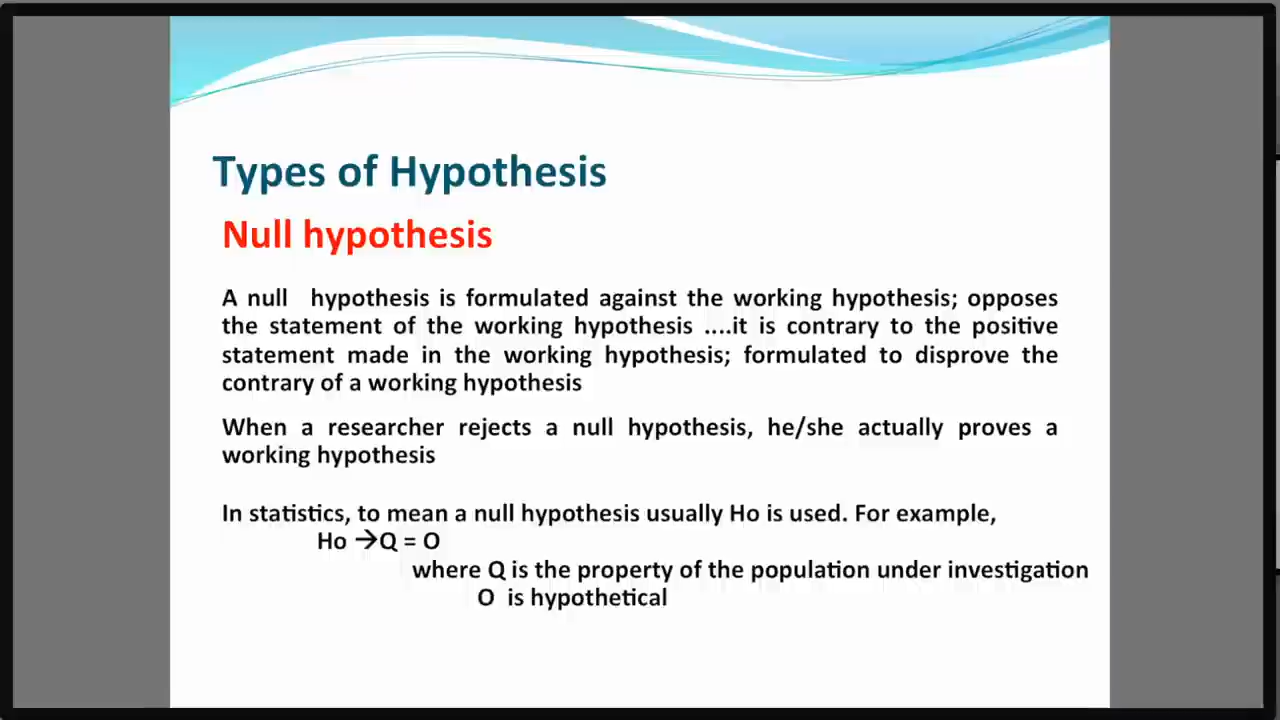 Types of Hypothesis
Null hypothesis
A null hypothesis is formulated against the working hypothesis; opposes
the statement of the working hypothesis ....it is contrary to the positive
statement made in the working hypothesis; formulated to disprove the
contrary of a working hypothesis
When a researcher rejects a null hypothesis, he/she actually proves a
working hypothesis
In statistics, to mean a null hypothesis usually Ho is used. For example,
Ho →Q = O
where Q is the property of the population under investigation
O is hypothetical